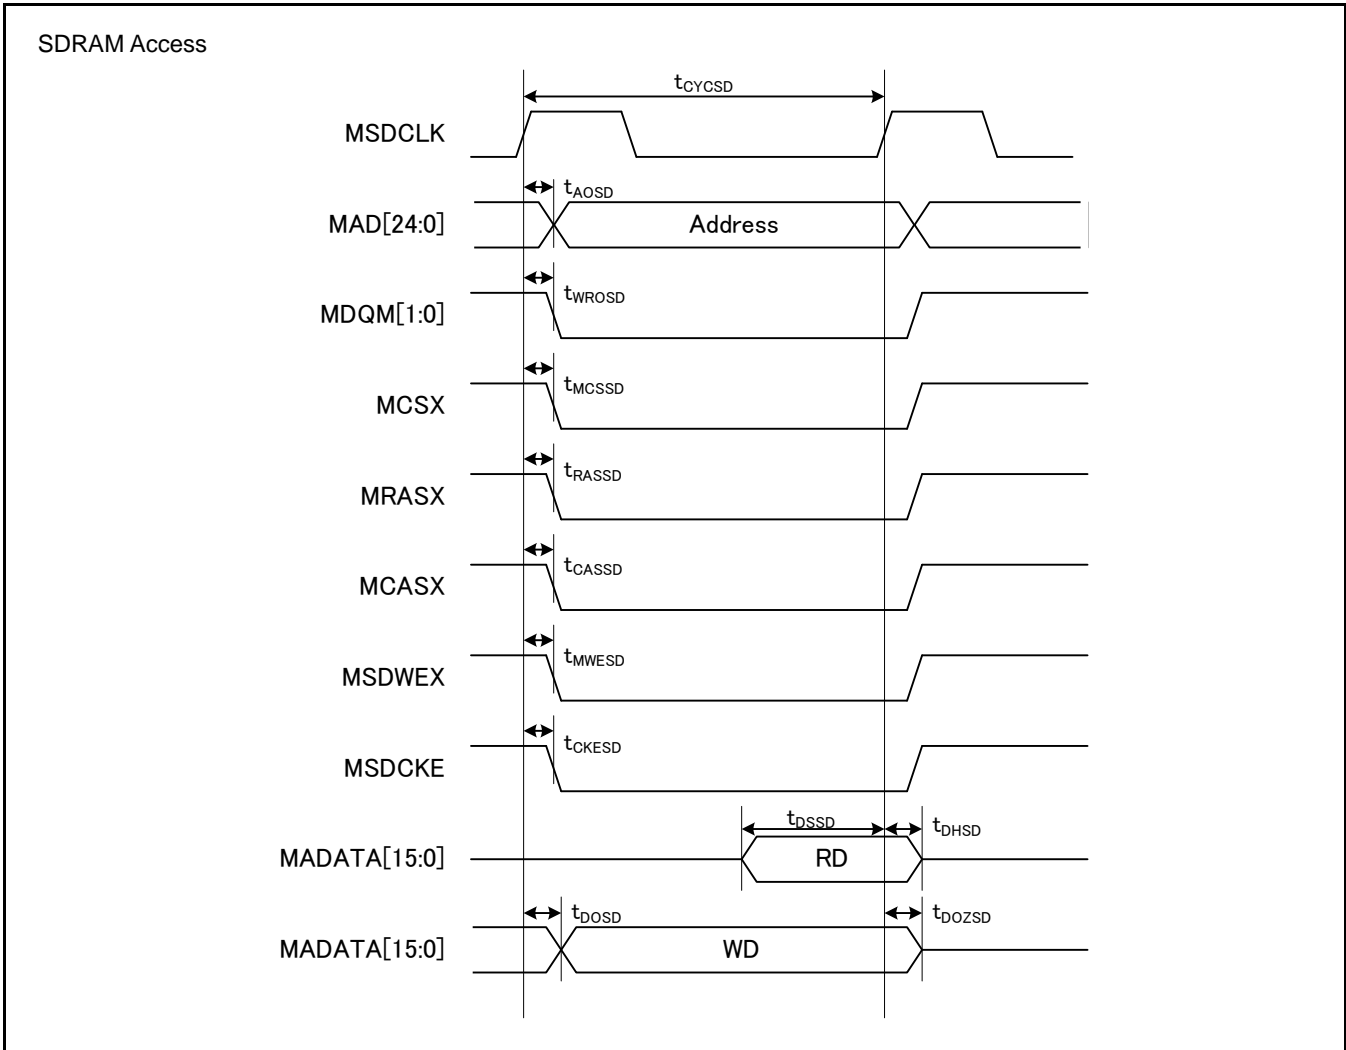 SDRAM Access
tCYCSD
MSDCLK
tAOSD
MAD[24:0]
Address
tWROSD
MDQM[1:0]
tMCSSD
MCSX
tRASSD
MRASX
tCASSD
MCASX
tMWESD
MSDWEX
tCKESD
MSDCKE
tDSSD
tDHSD
MADATA[15:0]
RD
tDOSD
tDOZSD
MADATA[15:0]
WD